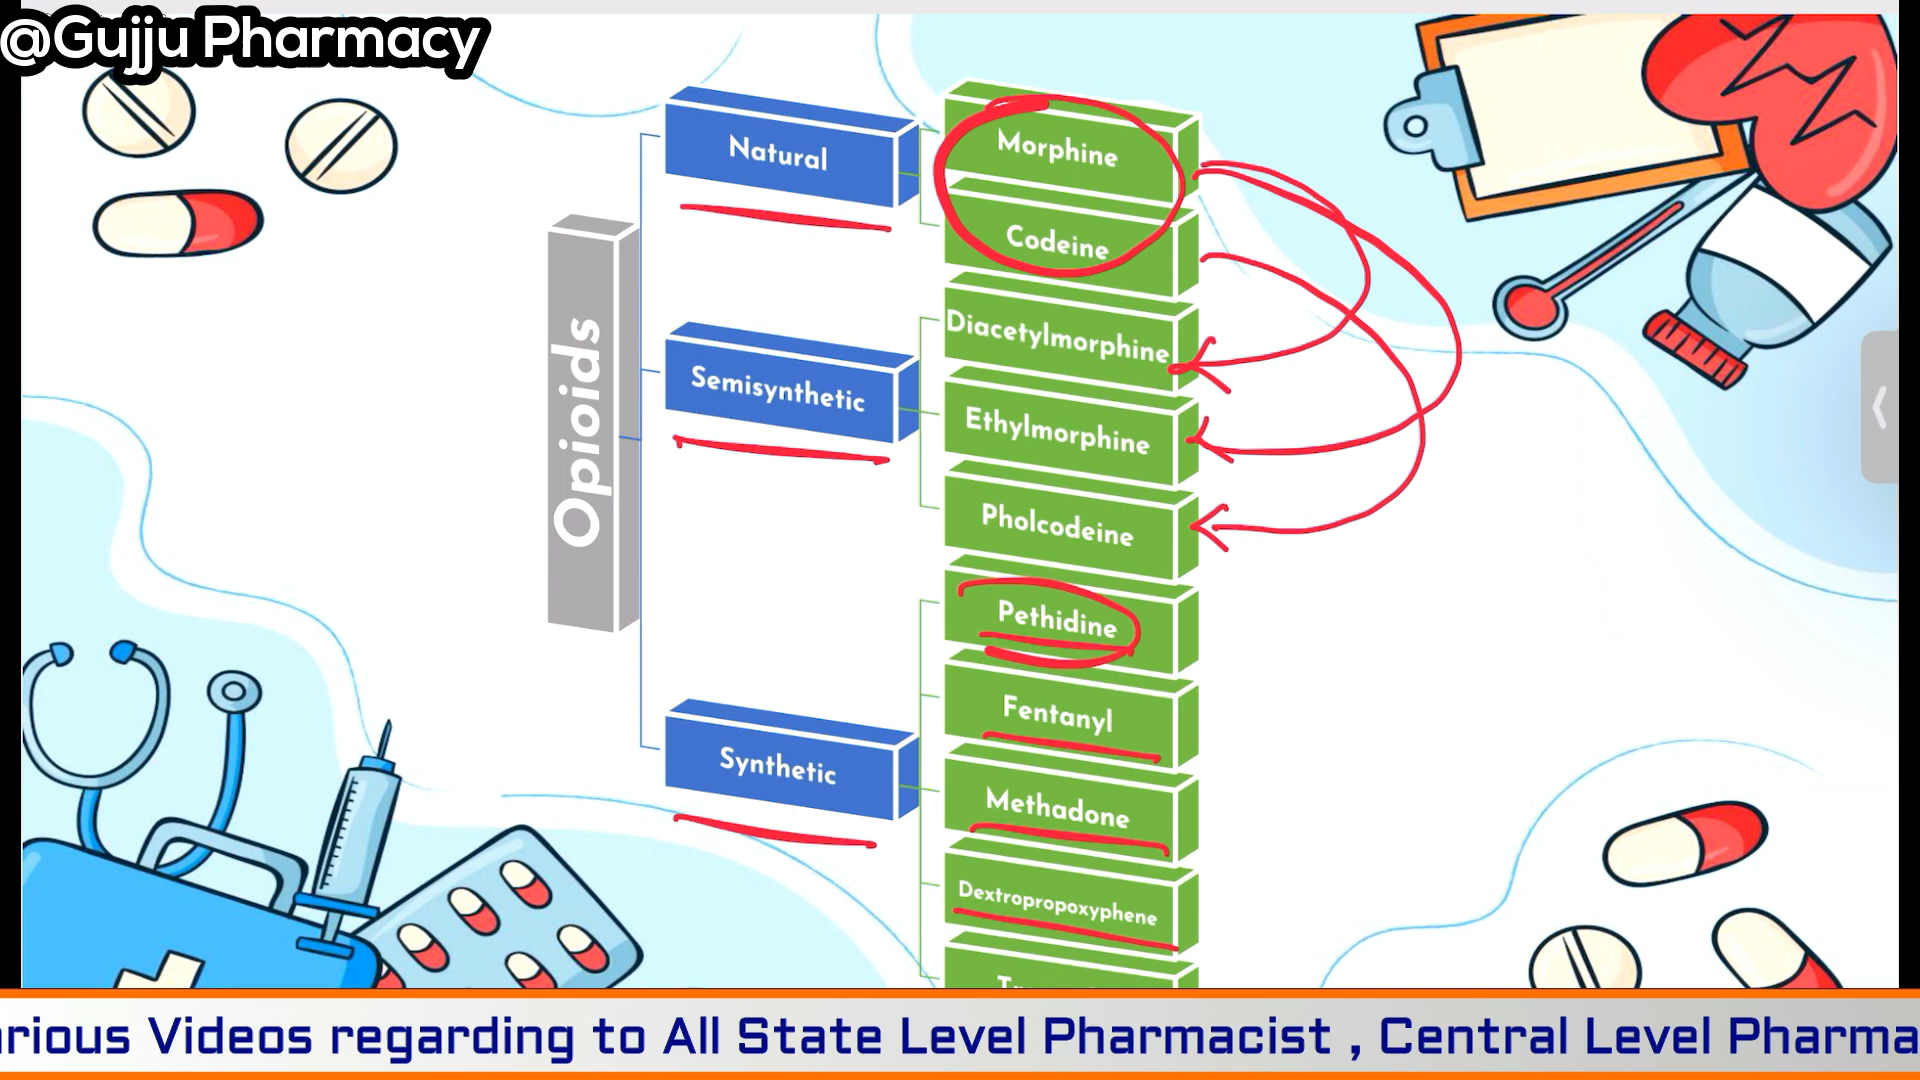 @Gujju Pharmacy
Opioids
Natural
Morphine
Codeine
Semisynthetic
Diacetylmorphine
Ethylmorphine
Pholcodeine
Synthetic
Pethidine
Fentanyl
Methadone
Dextropropoxyphene
rious Videos regarding to All State Level Pharmacist , Central Level Pharma